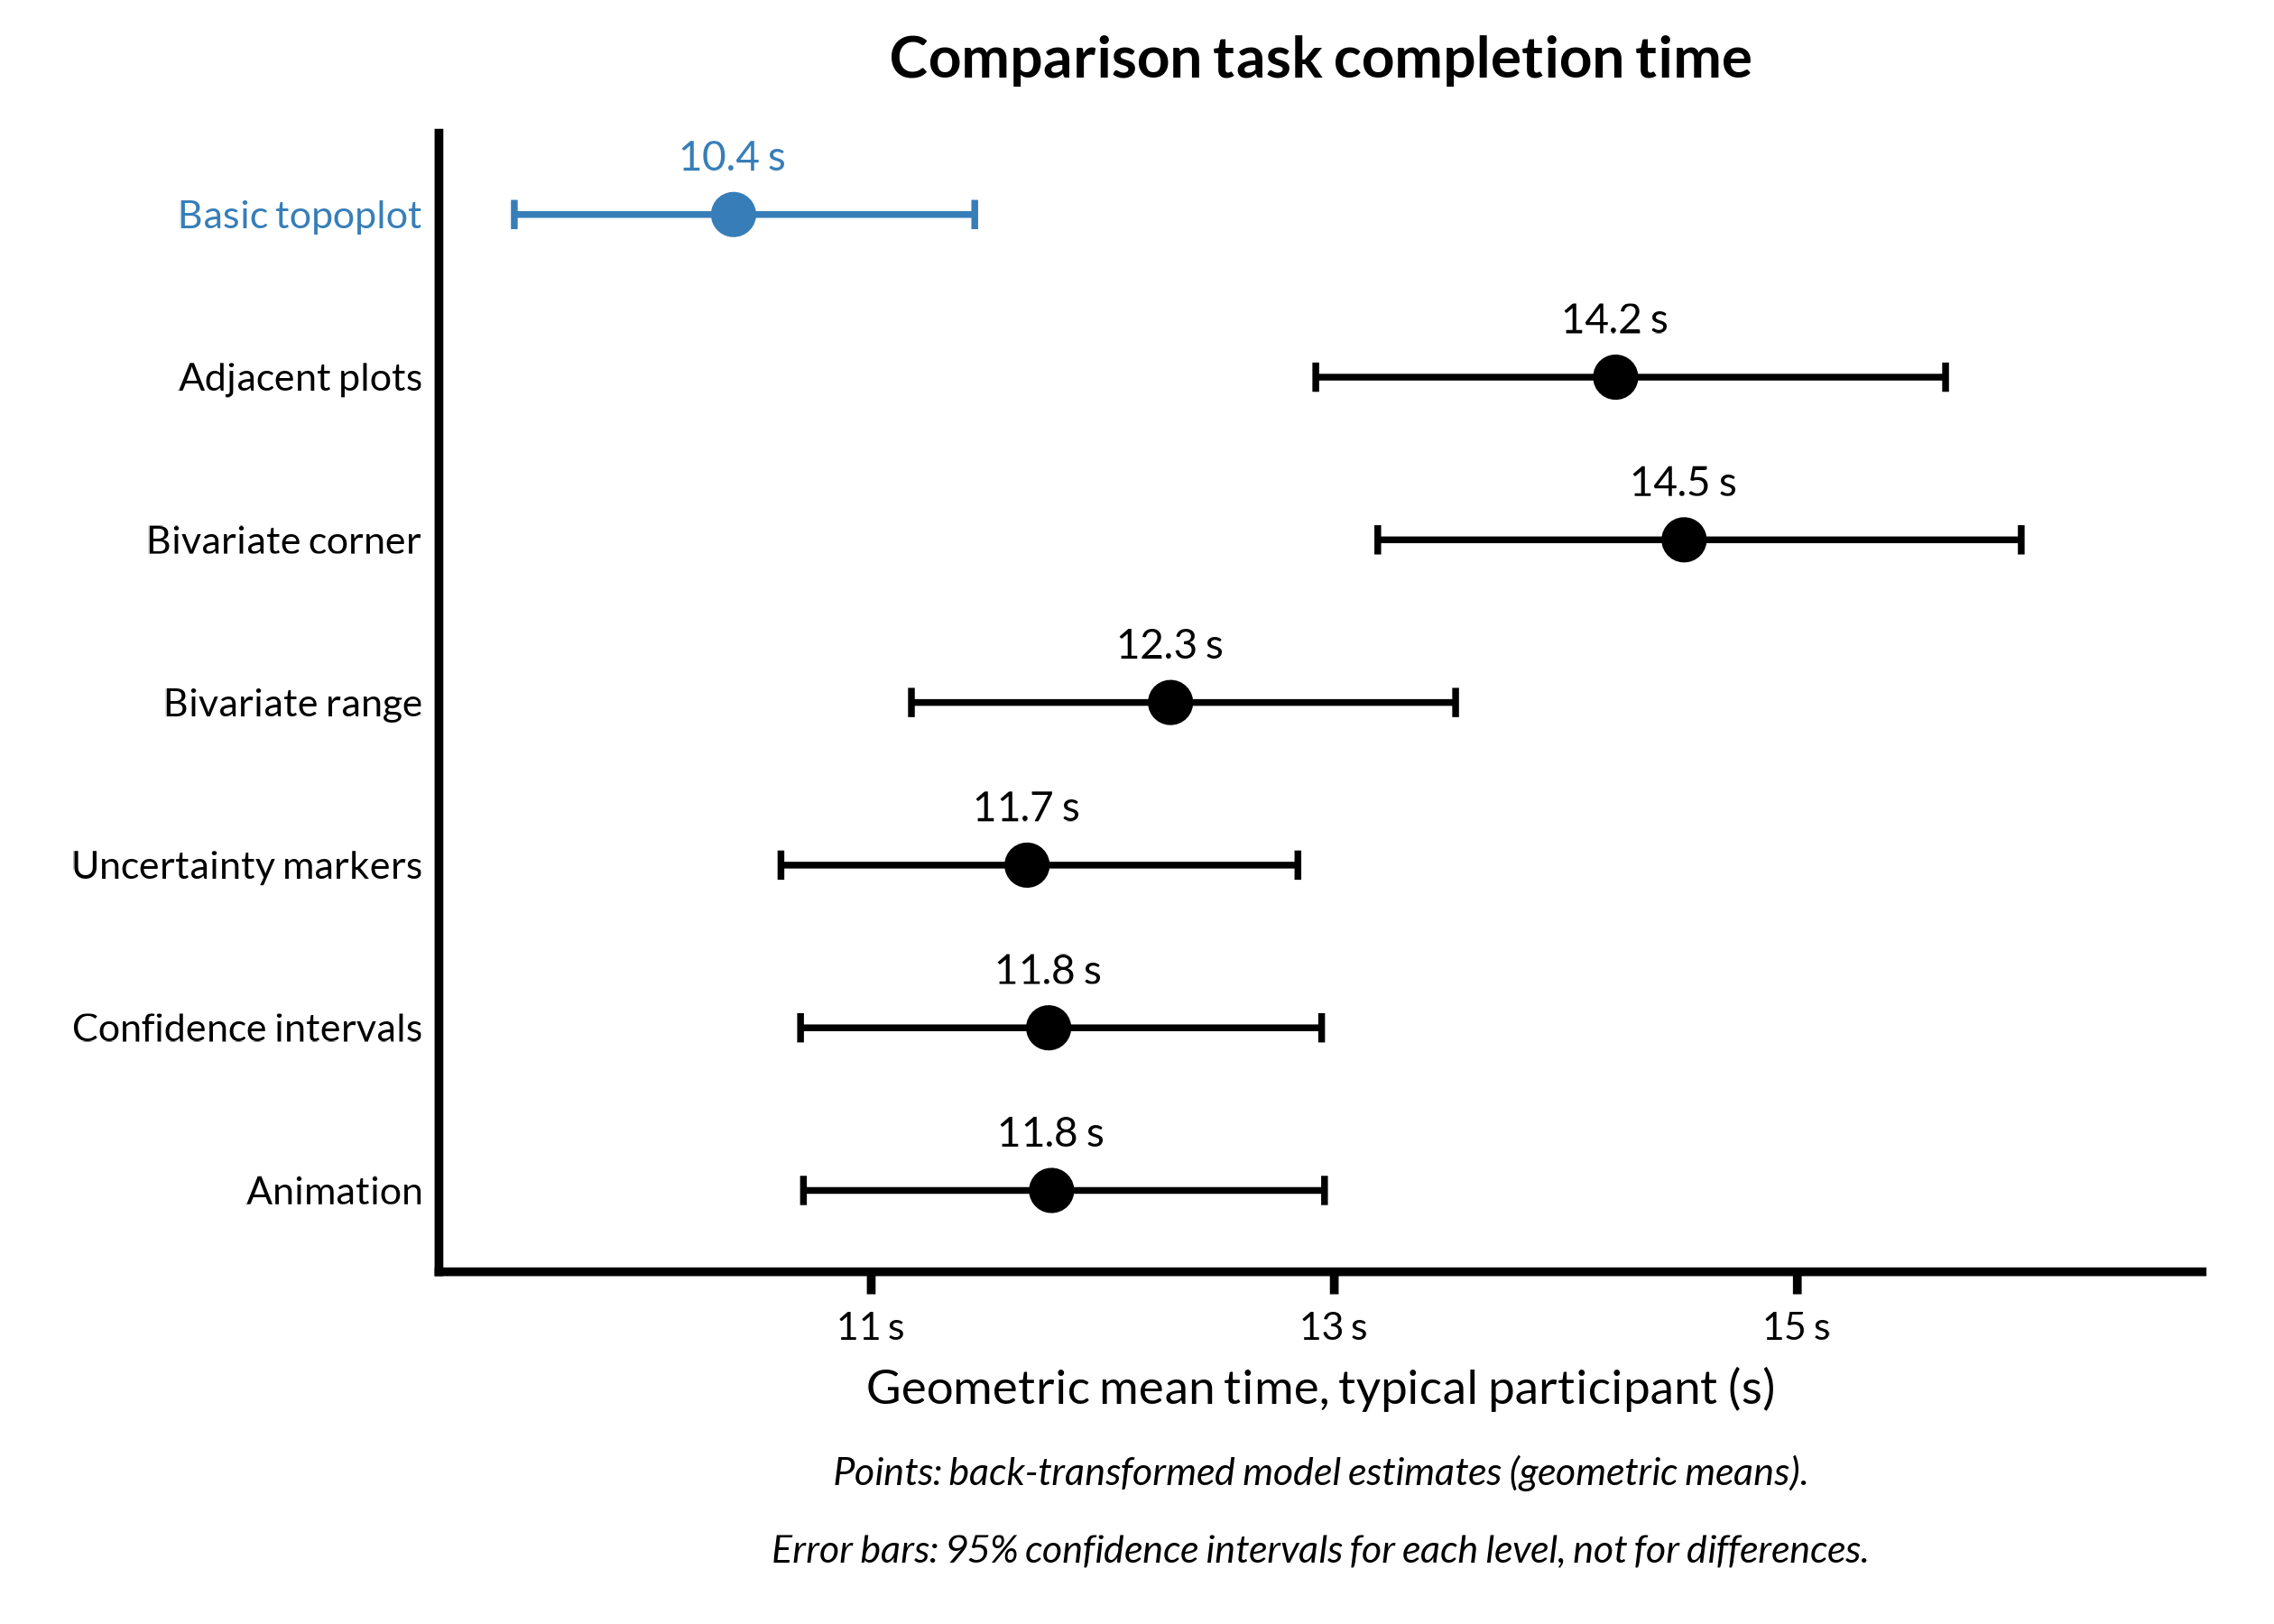 Comparison task completion time
10.4 s
Basic topoplot
14.2 s
Adjacent plots
14.5 s
Bivariate corner
12.3 s
Bivariate range
11.7 s
Uncertainty markers
11.8 s
Confidence intervals
11.8 s
Animation
11 s 13 s 15 s
Geometric mean time, typical participant (s)
Points: back-transformed model estimates (geometric means).
Error bars: 95% confidence intervals for each level, not for differences.